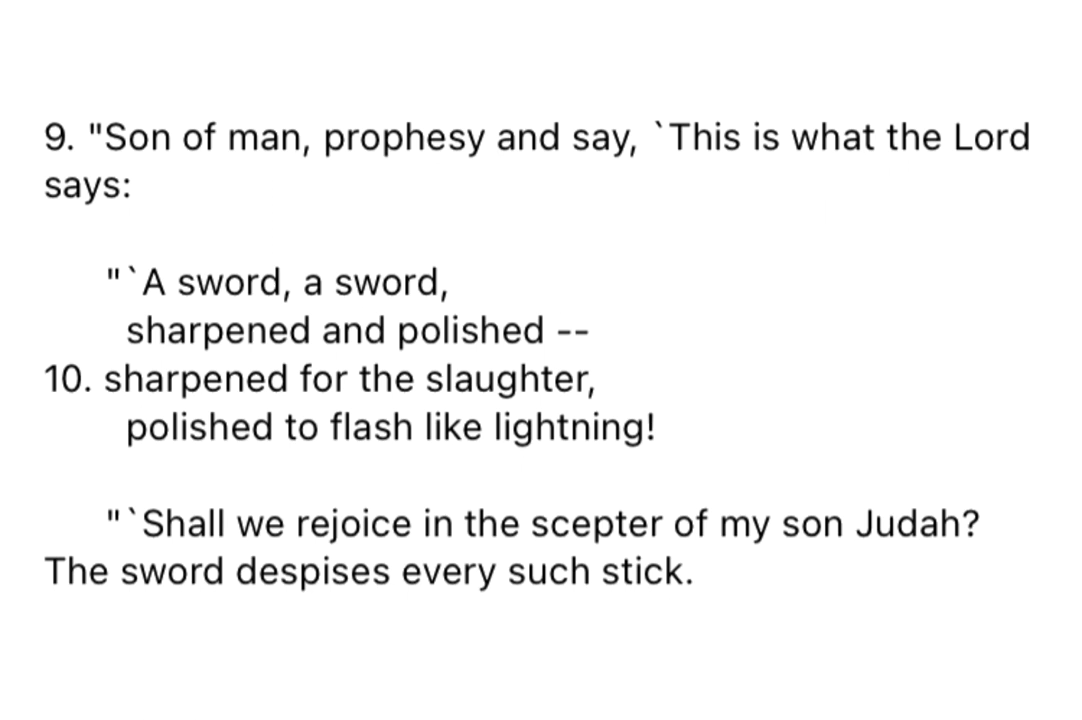 9. "Son of man, prophesy and say, `This is what the Lord
says:
"`A sword, a sword,
sharpened and polished --
10. sharpened for the slaughter,
polished to flash like lightning!
"`Shall we rejoice in the scepter of my son Judah?
The sword despises every such stick.